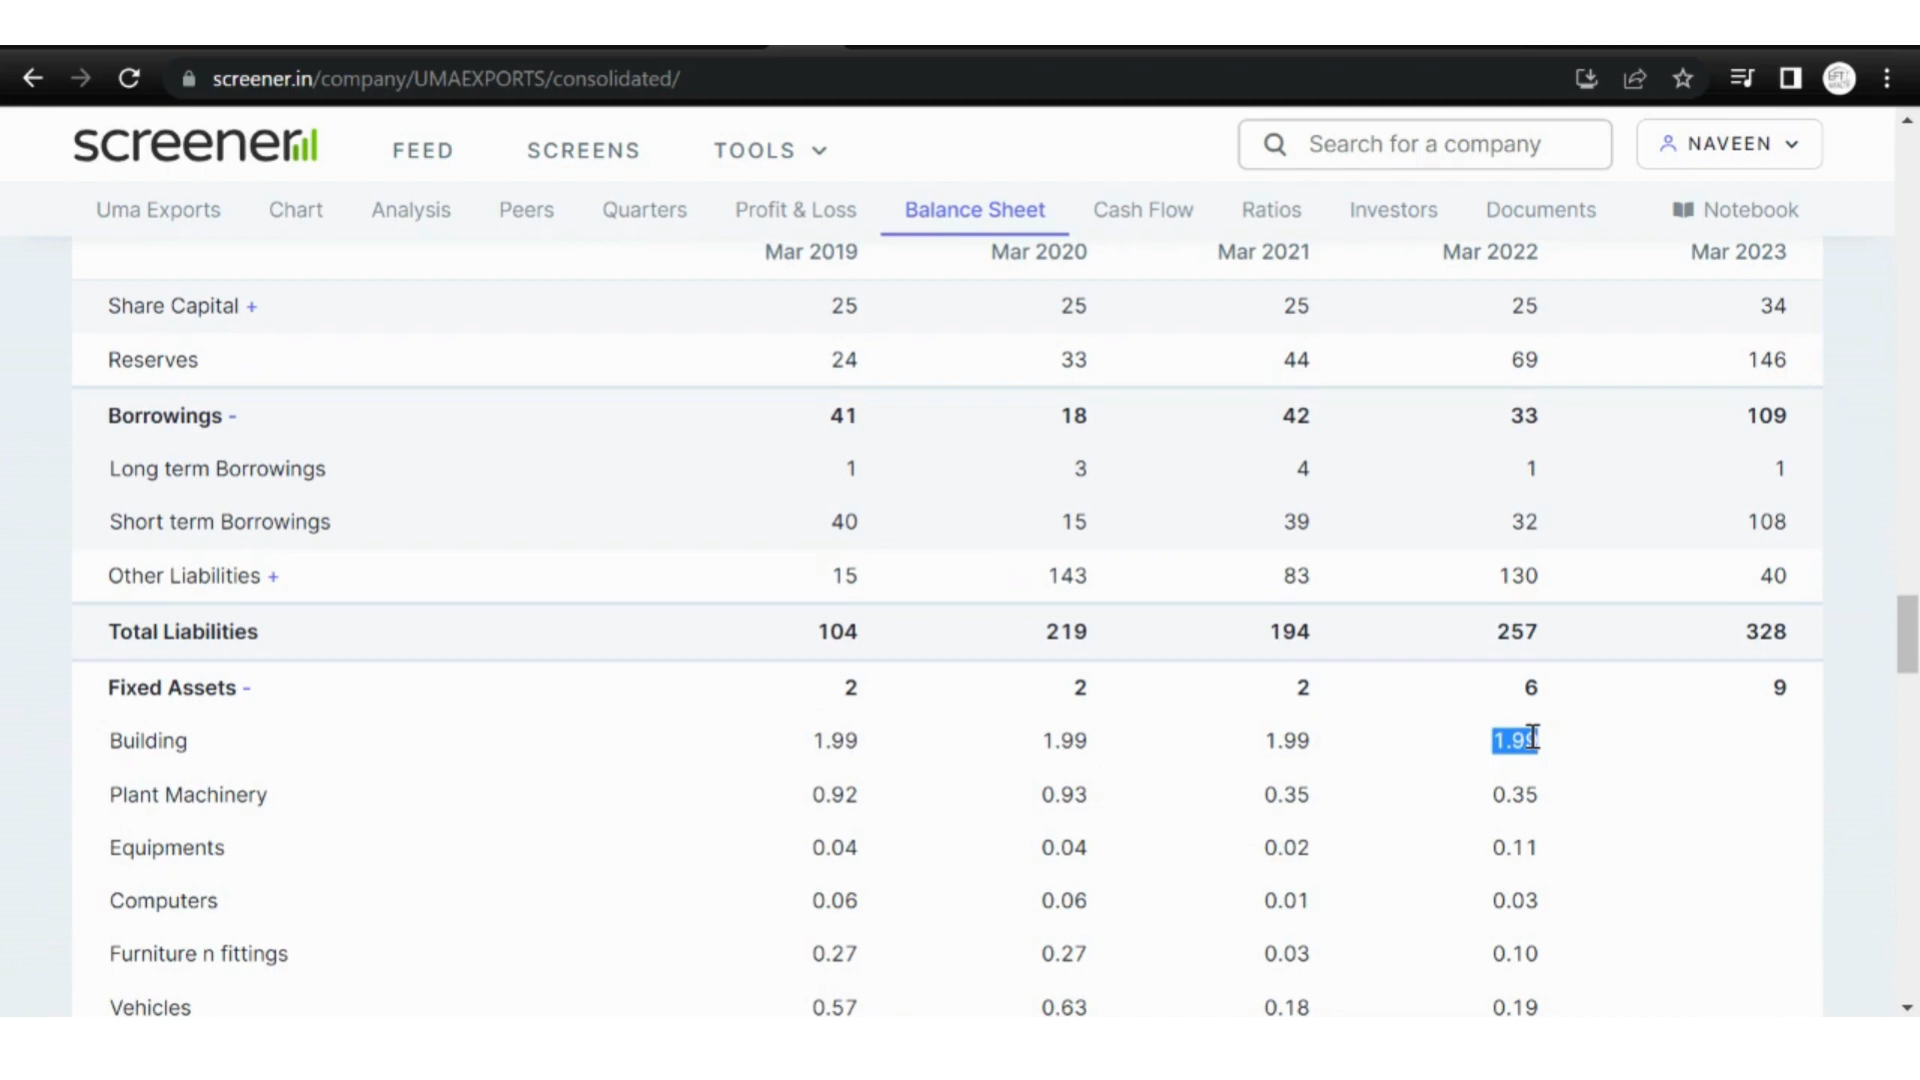 screener.in/company/UMAEXPORTS/consolidated/
screener FEED SCREENS TOOLS Search for a company NAVEEN
Uma Exports Chart Analysis Peers Quarters Profit & Loss Balance Sheet Cash Flow Ratios Investors Documents Notebook
Mar 2019 Mar 2020 Mar 2021 Mar 2022 Mar 2023
Share Capital + 25 25 25 25 34
Reserves 24 33 44 69 146
Borrowings - 41 18 42 33 109
Long term Borrowings 1 3 4 1 1
Short term Borrowings 40 15 39 32 108
Other Liabilities + 15 143 83 130 40
Total Liabilities 104 219 194 257 328
Fixed Assets - 2 2 2 6 9
Building 1.99 1.99 1.99 1.99
Plant Machinery 0.92 0.93 0.35 0.35
Equipments 0.04 0.04 0.02 0.11
Computers 0.06 0.06 0.01 0.03
Furniture n fittings 0.27 0.27 0.03 0.10
Vehicles 0.57 0.63 0.18 0.19